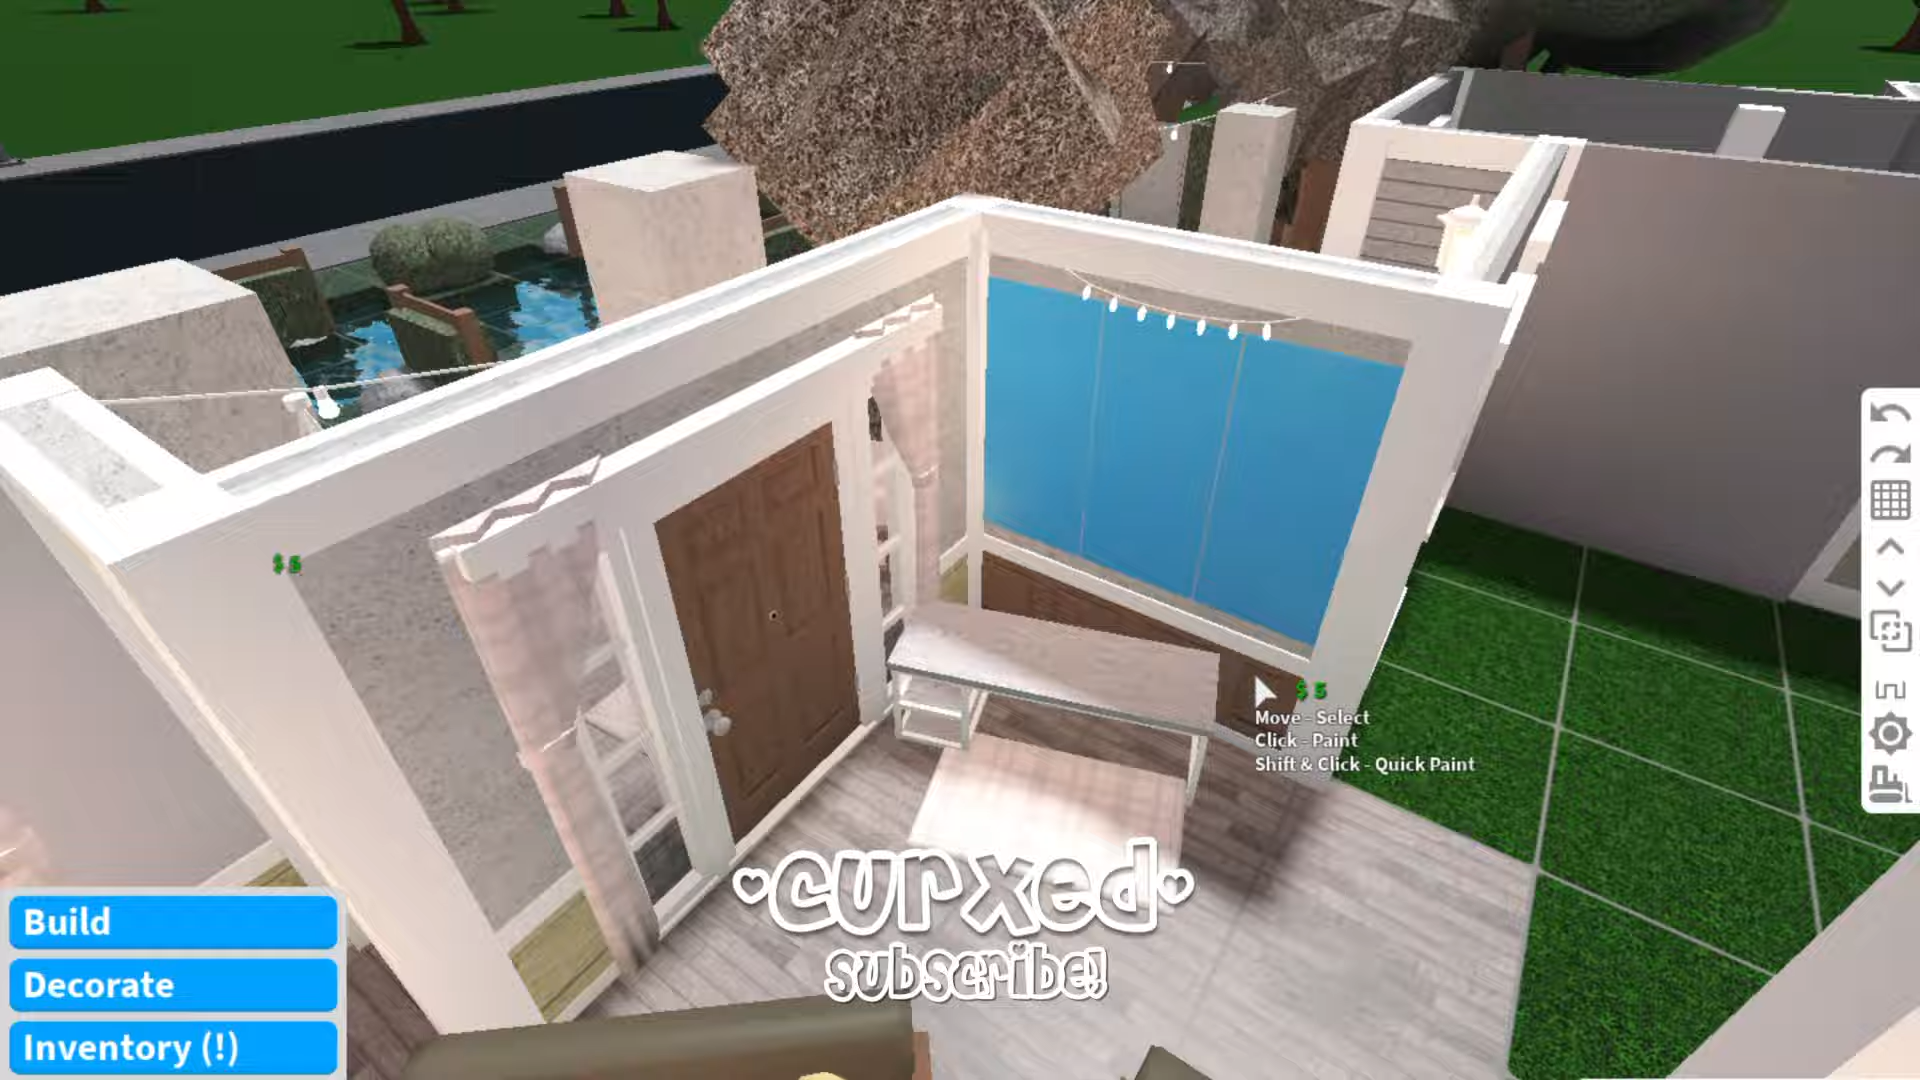 $ 5
$ 5
Move - Select
Click - Paint
Shift & Click - Quick Paint
curxed
subscribe!
Build
Decorate
Inventory (!)